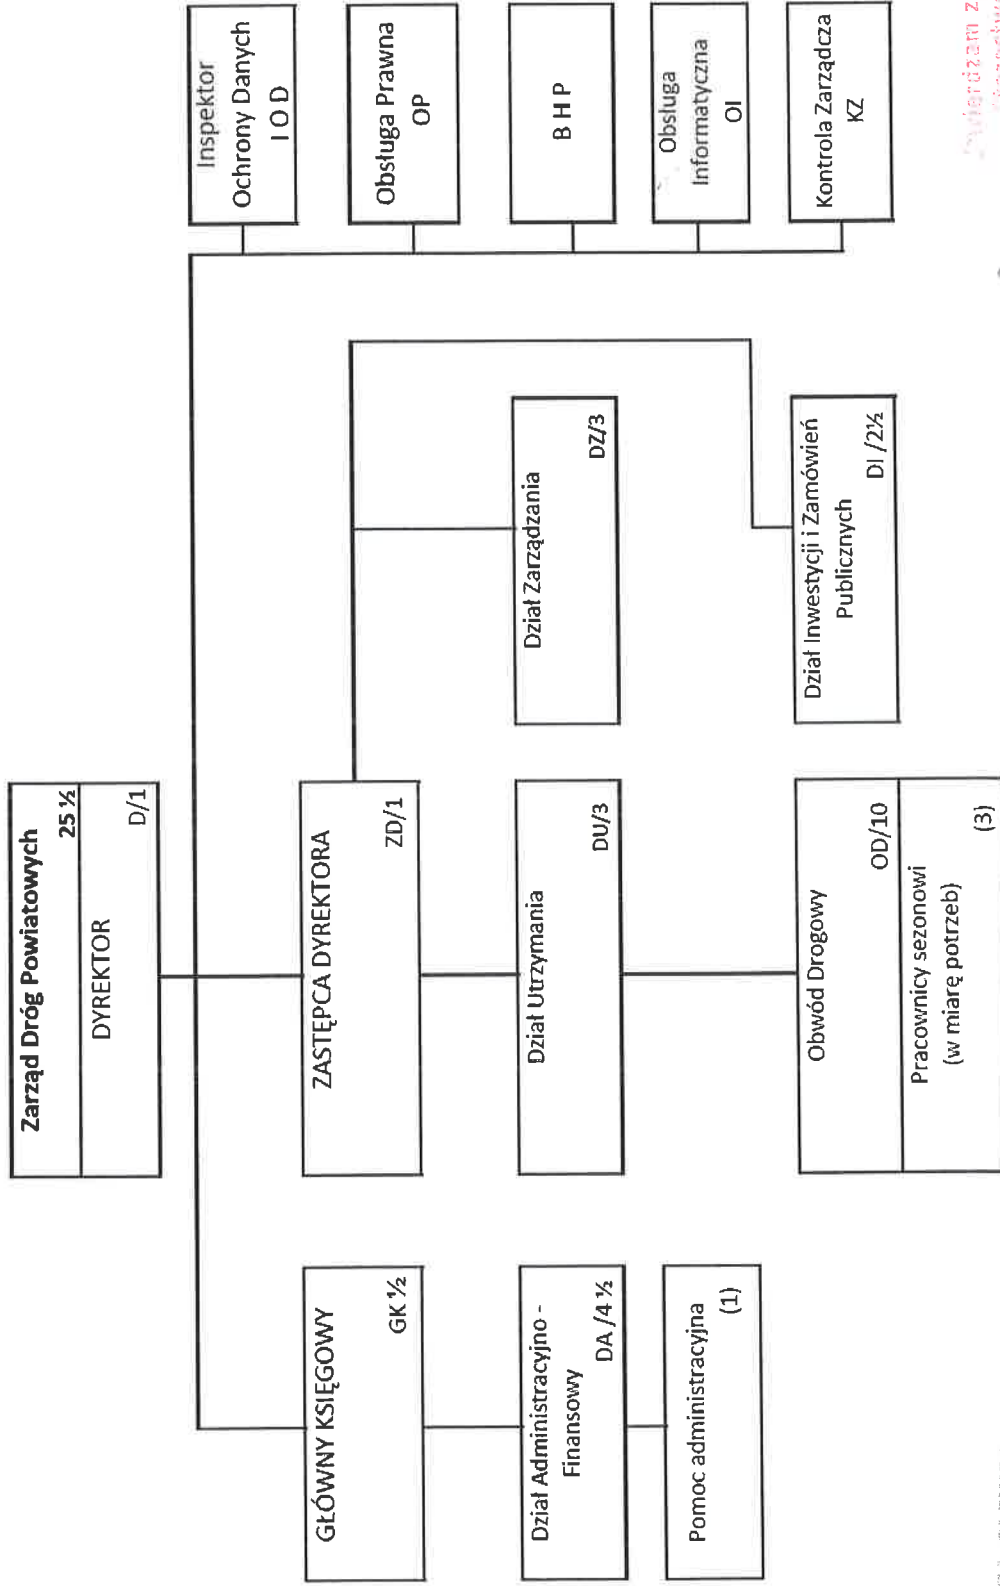 Zarząd Dróg Powiatowych
25 ½
DYREKTOR
D/1
GŁÓWNY KSIĘGOWY
GK ½
ZASTĘPCA DYREKTORA
ZD/1
Inspektor
Ochrony Danych
I O D
Obsługa Prawna
OP
B H P
Obsługa
Informatyczna
OI
Kontrola Zarządcza
KZ
Dział Administracyjno -
Finansowy
DA /4 ½
Pomoc administracyjna
(1)
Dział Utrzymania
DU/3
Dział Zarządzania
DZ/3
Obwód Drogowy
OD/10
Pracownicy sezonowi
(w miarę potrzeb)
(3)
Dział Inwestycji i Zamówień
Publicznych
DI /2½